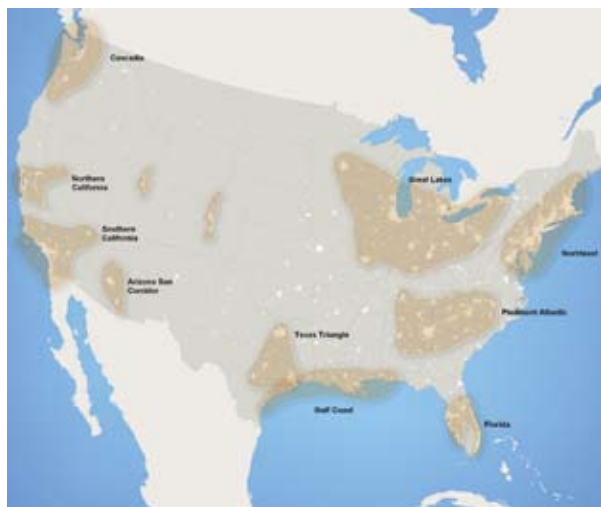 Cascadia
Northern
California
Great Lakes
Southern
California
Northeast
Arizona Sun
Corridor
Piedmont Atlantic
Texas Triangle
Gulf Coast
Florida